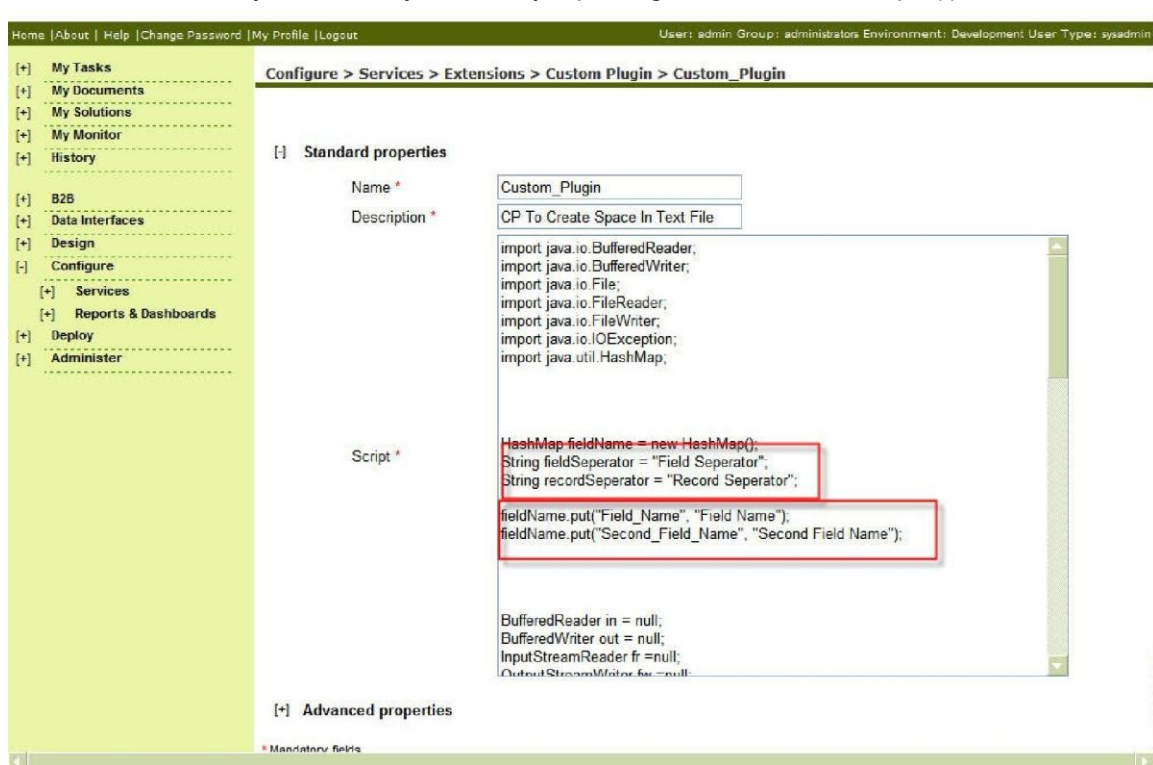 Home |About | Help |Change Password |My Profile |Logout
User: admin Group: administrators Environment: Development User Type: sysadmin
[+] My Tasks
[+] My Documents
[+] My Solutions
[+] My Monitor
[+] History
[+] B2B
[+] Data Interfaces
[+] Design
[-] Configure
[+] Services
[+] Reports & Dashboards
[+] Deploy
[+] Administer
Configure > Services > Extensions > Custom Plugin > Custom_Plugin
[-] Standard properties
Name * Custom_Plugin
Description * CP To Create Space In Text File
Script *
import java.io.BufferedReader;
import java.io.BufferedWriter;
import java.io.File;
import java.io.FileReader;
import java.io.FileWriter;
import java.io.IOException;
import java.util.HashMap;
HashMap fieldName = new HashMap();
String fieldSeperator = "Field Seperator";
String recordSeperator = "Record Seperator";
fieldName.put("Field_Name", "Field Name");
fieldName.put("Second_Field_Name", "Second Field Name");
BufferedReader in = null;
BufferedWriter out = null;
InputStreamReader fr =null;
OutputStreamWriter fw =null;
[+] Advanced properties
* Mandatory fields